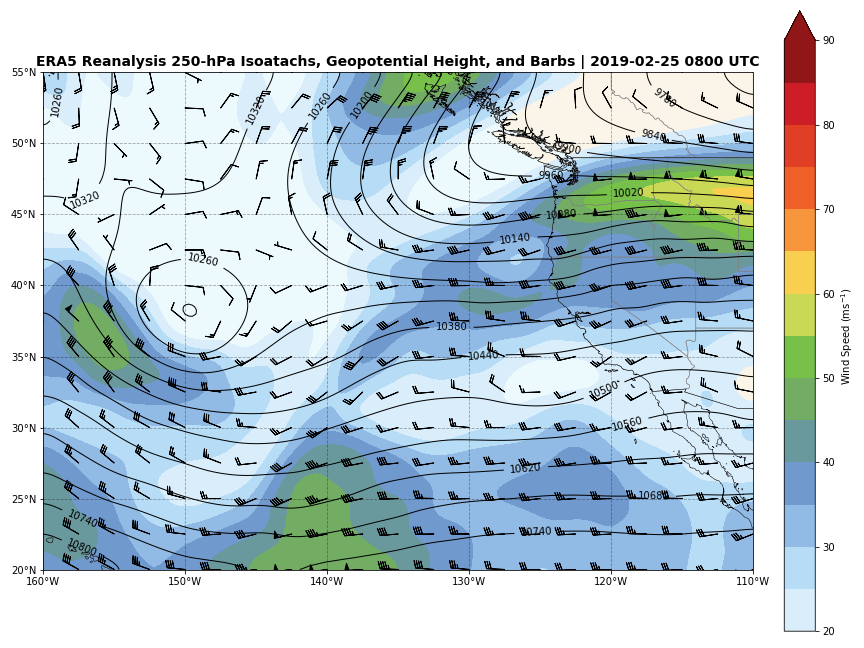 ERA5 Reanalysis 250-hPa Isoatachs, Geopotential Height, and Barbs | 2019-02-25 0800 UTC
55°N
50°N
45°N
40°N
35°N
30°N
25°N
20°N
160°W
150°W
140°W
130°W
120°W
110°W
10260
10320
10320
10260
10200
9780
9840
9900
9960
10020
10080
10140
10260
10380
10440
10500
10560
10620
10680
10740
10740
10800
90
80
70
60
50
40
30
20
Wind Speed (ms⁻¹)